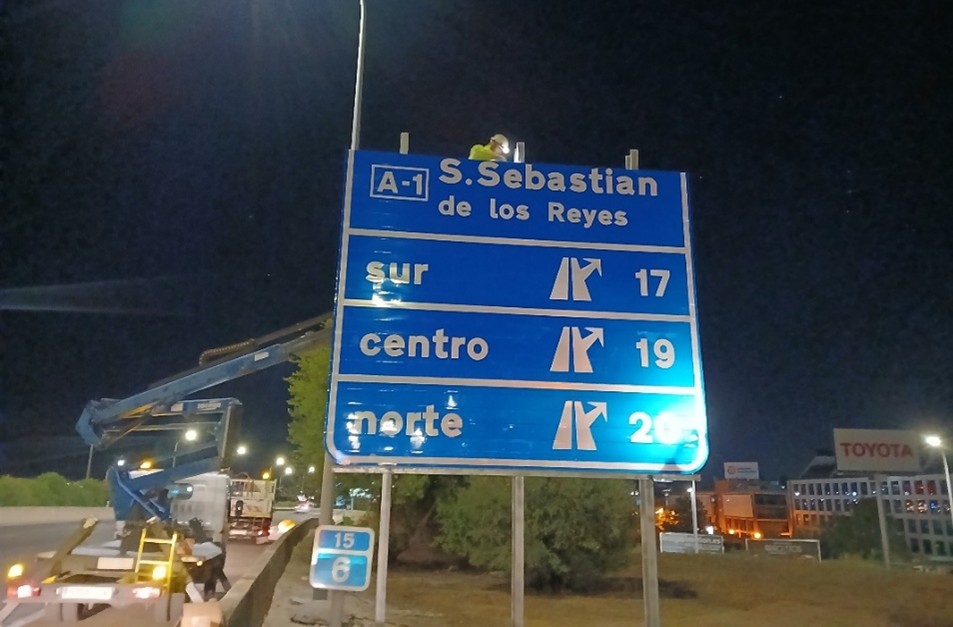 A-1 S.Sebastian
de los Reyes
sur 17
centro 19
norte 20
15
6
TOYOTA